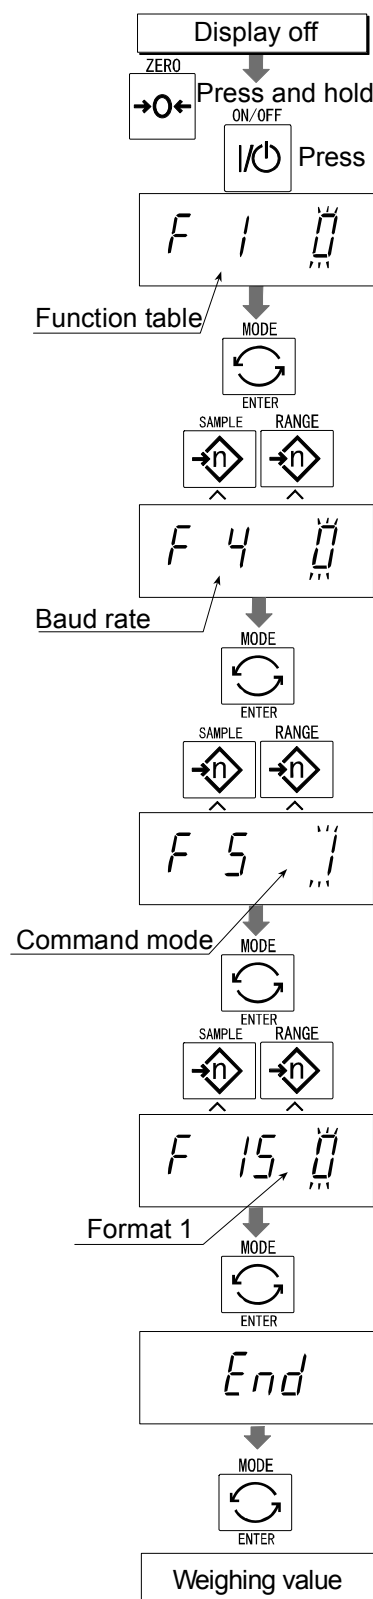 Display off
ZERO
→0←
Press and hold
ON/OFF
I/⏻
Press
F 1 0
Function table
MODE
ENTER
SAMPLE RANGE
n n
F 4 0
Baud rate
MODE
ENTER
SAMPLE RANGE
n n
F 5 1
Command mode
MODE
ENTER
SAMPLE RANGE
n n
F 15 0
Format 1
MODE
ENTER
End
MODE
ENTER
Weighing value